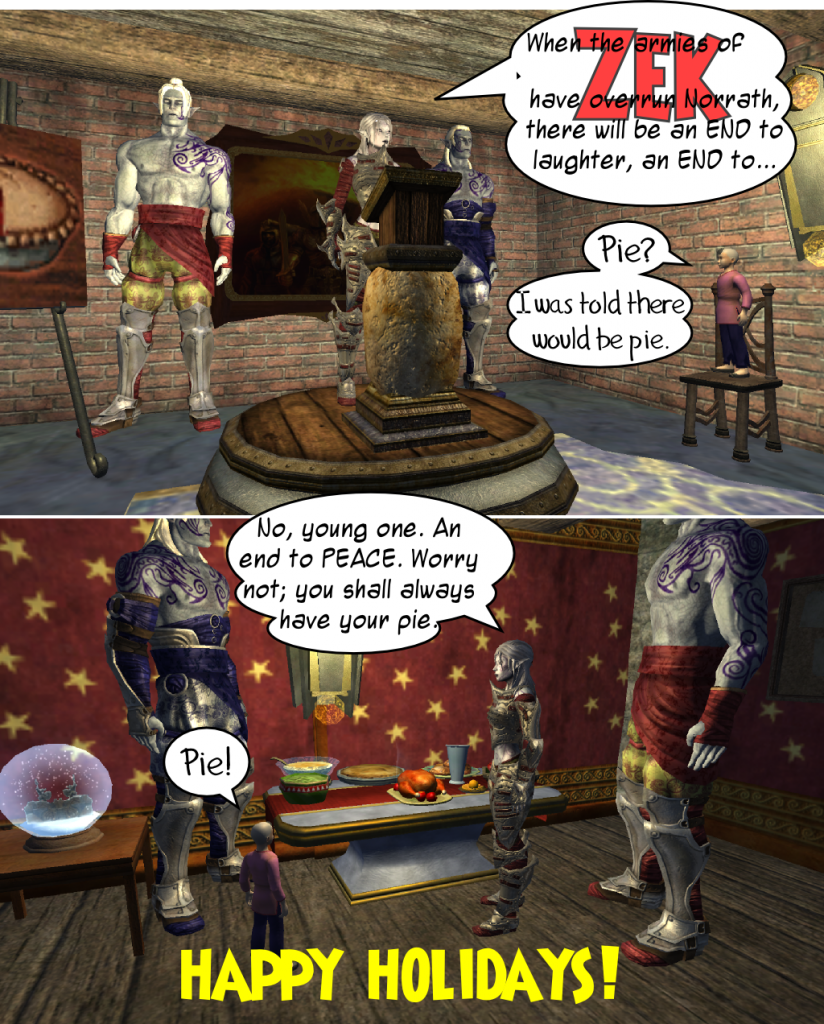 When the armies of
ZEK
have overrun Norrath,
there will be an END to
laughter, an END to...
Pie?
I was told there
would be pie.
No, young one. An
end to PEACE. Worry
not; you shall always
have your pie.
Pie!
HAPPY HOLIDAYS!